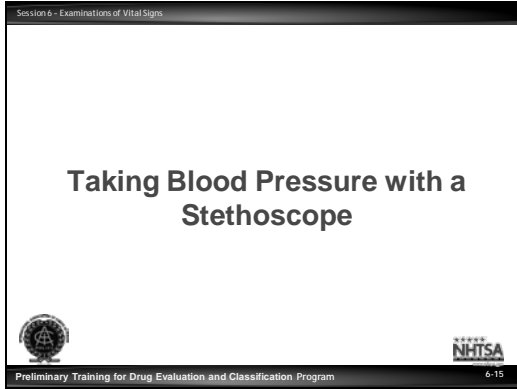 Session 6 - Examinations of Vital Signs
Taking Blood Pressure with a
Stethoscope
NHTSA
Preliminary Training for Drug Evaluation and Classification Program
6-15